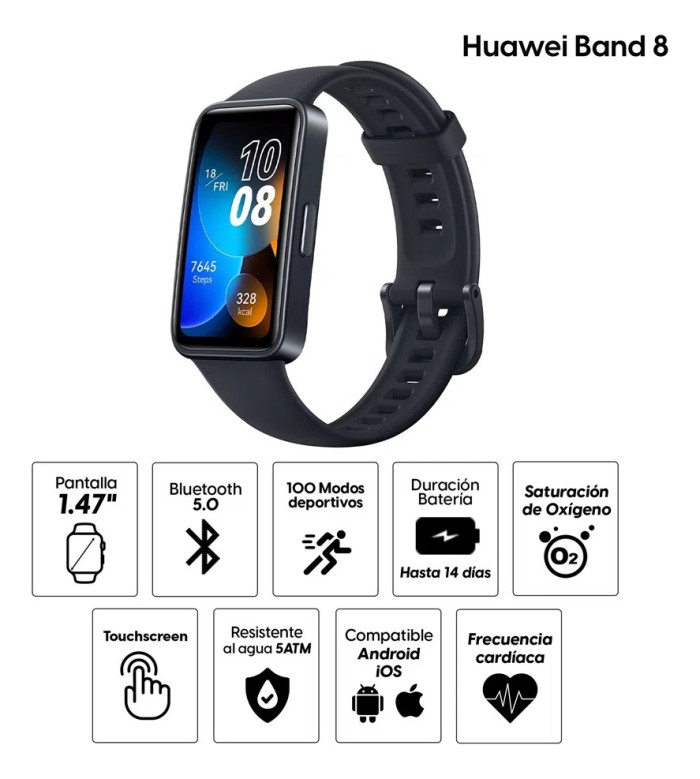 Huawei Band 8
10
18/
FRI
08
7645
Steps
328
kcal
Pantalla
1.47"
Bluetooth
5.0
100 Modos
deportivos
Duración
Batería
Hasta 14 días
Saturación
de Oxígeno
O2
Touchscreen
Resistente
al agua 5ATM
Compatible
Android
iOS
Frecuencia
cardíaca